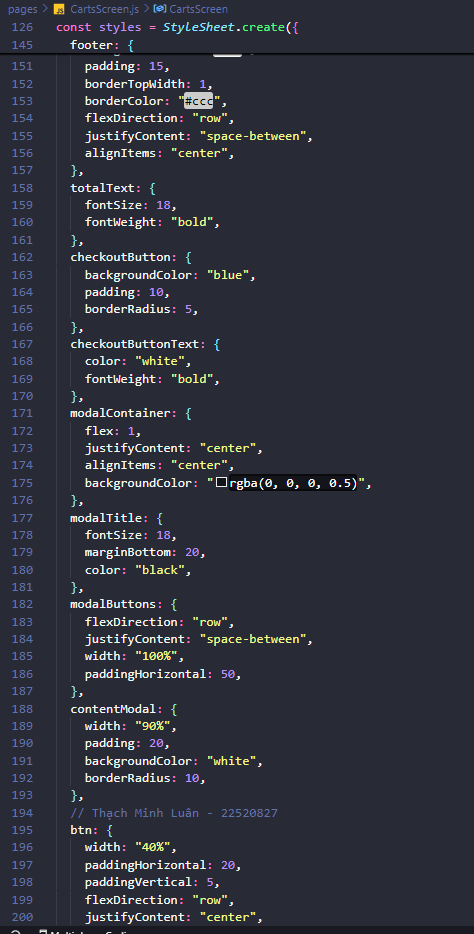 pages > JS CartsScreen.js > CartsScreen
126 const styles = StyleSheet.create({
145 footer: {
151 padding: 15,
152 borderTopWidth: 1,
153 borderColor: "#ccc",
154 flexDirection: "row",
155 justifyContent: "space-between",
156 alignItems: "center",
157 },
158 totalText: {
159 fontSize: 18,
160 fontWeight: "bold",
161 },
162 checkoutButton: {
163 backgroundColor: "blue",
164 padding: 10,
165 borderRadius: 5,
166 },
167 checkoutButtonText: {
168 color: "white",
169 fontWeight: "bold",
170 },
171 modalContainer: {
172 flex: 1,
173 justifyContent: "center",
174 alignItems: "center",
175 backgroundColor: "rgba(0, 0, 0, 0.5)",
176 },
177 modalTitle: {
178 fontSize: 18,
179 marginBottom: 20,
180 color: "black",
181 },
182 modalButtons: {
183 flexDirection: "row",
184 justifyContent: "space-between",
185 width: "100%",
186 paddingHorizontal: 50,
187 },
188 contentModal: {
189 width: "90%",
190 padding: 20,
191 backgroundColor: "white",
192 borderRadius: 10,
193 },
194 // Thạch Minh Luân - 22520827
195 btn: {
196 width: "40%",
197 paddingHorizontal: 20,
198 paddingVertical: 5,
199 flexDirection: "row",
200 justifyContent: "center",